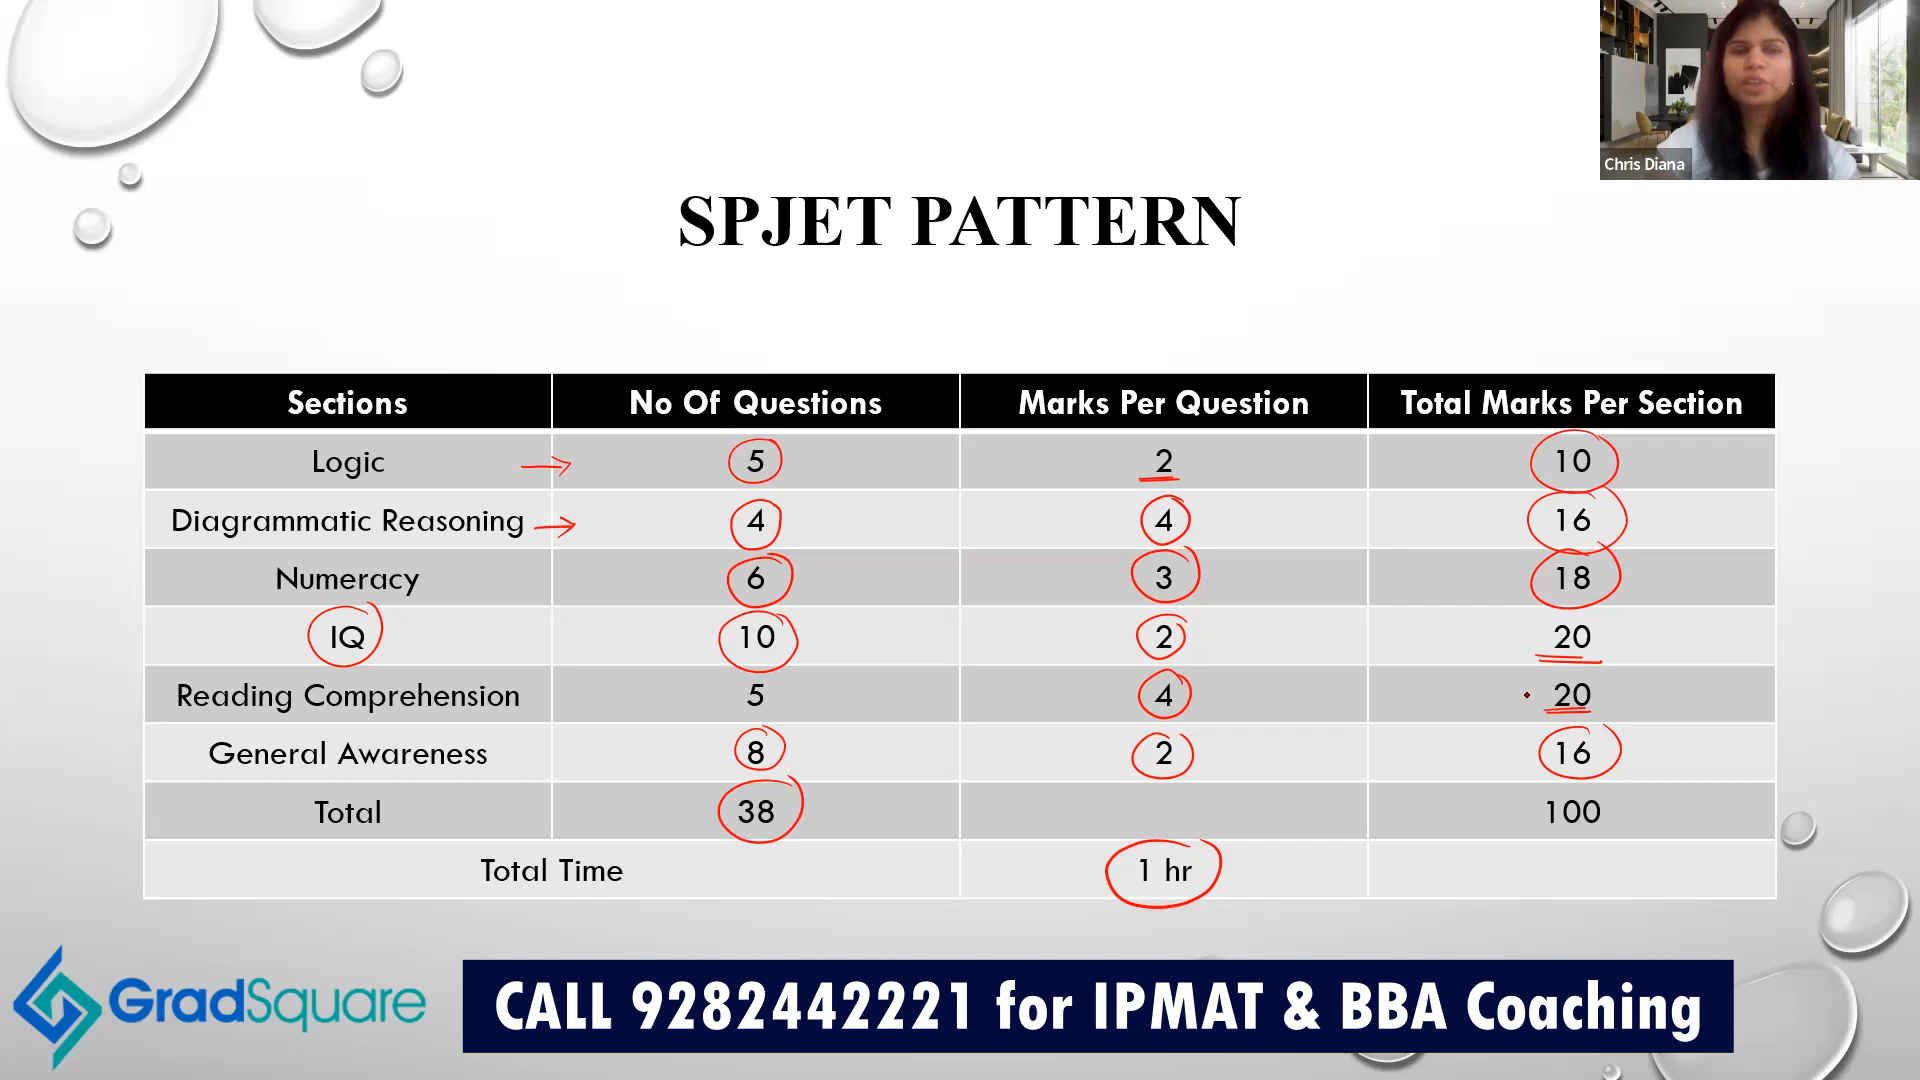 Chris Diana
SPJET PATTERN
Sections No Of Questions Marks Per Question Total Marks Per Section
Logic 5 2 10
Diagrammatic Reasoning 4 4 16
Numeracy 6 3 18
IQ 10 2 20
Reading Comprehension 5 4 20
General Awareness 8 2 16
Total 38 100
Total Time 1 hr
GradSquare
CALL 9282442221 for IPMAT & BBA Coaching